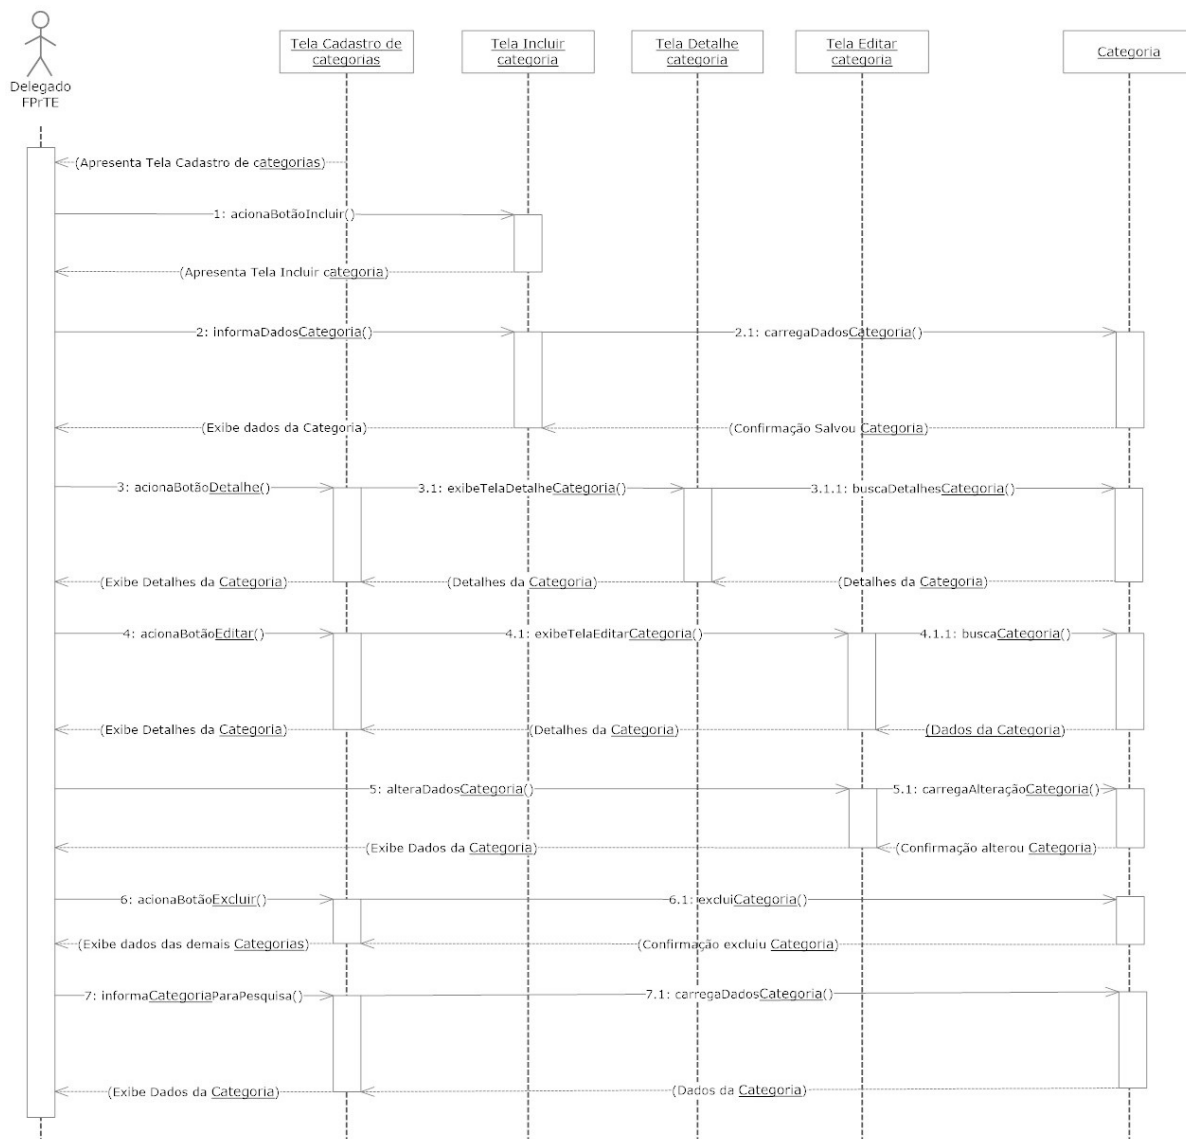 Delegado
FPrTE
Tela Cadastro de
categorias
Tela Incluir
categoria
Tela Detalhe
categoria
Tela Editar
categoria
Categoria
(Apresenta Tela Cadastro de categorias)
1: acionaBotãoIncluir()
(Apresenta Tela Incluir categoria)
2: informaDadosCategoria()
2.1: carregaDadosCategoria()
(Exibe dados da Categoria)
(Confirmação Salvou Categoria)
3: acionaBotãoDetalhe()
3.1: exibeTelaDetalheCategoria()
3.1.1: buscaDetalhesCategoria()
(Exibe Detalhes da Categoria)
(Detalhes da Categoria)
(Detalhes da Categoria)
4: acionaBotãoEditar()
4.1: exibeTelaEditarCategoria()
4.1.1: buscaCategoria()
(Exibe Detalhes da Categoria)
(Detalhes da Categoria)
(Dados da Categoria)
5: alteraDadosCategoria()
5.1: carregaAlteraçãoCategoria()
(Exibe Dados da Categoria)
(Confirmação alterou Categoria)
6: acionaBotãoExcluir()
6.1: excluiCategoria()
(Exibe dados das demais Categorias)
(Confirmação excluiu Categoria)
7: informaCategoriaParaPesquisa()
7.1: carregaDadosCategoria()
(Exibe Dados da Categoria)
(Dados da Categoria)